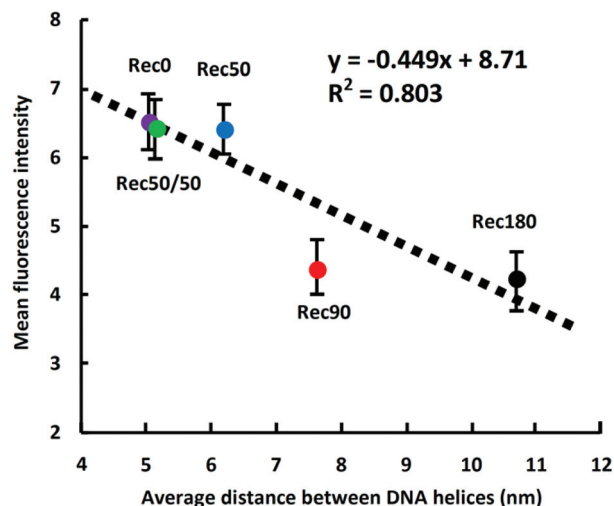 8
7
6
5
4
3
2
4
5
6
7
8
9
10
11
12
Mean fluorescence intensity
Average distance between DNA helices (nm)
Rec0
Rec50
Rec50/50
Rec90
Rec180
y = -0.449x + 8.71
R² = 0.803